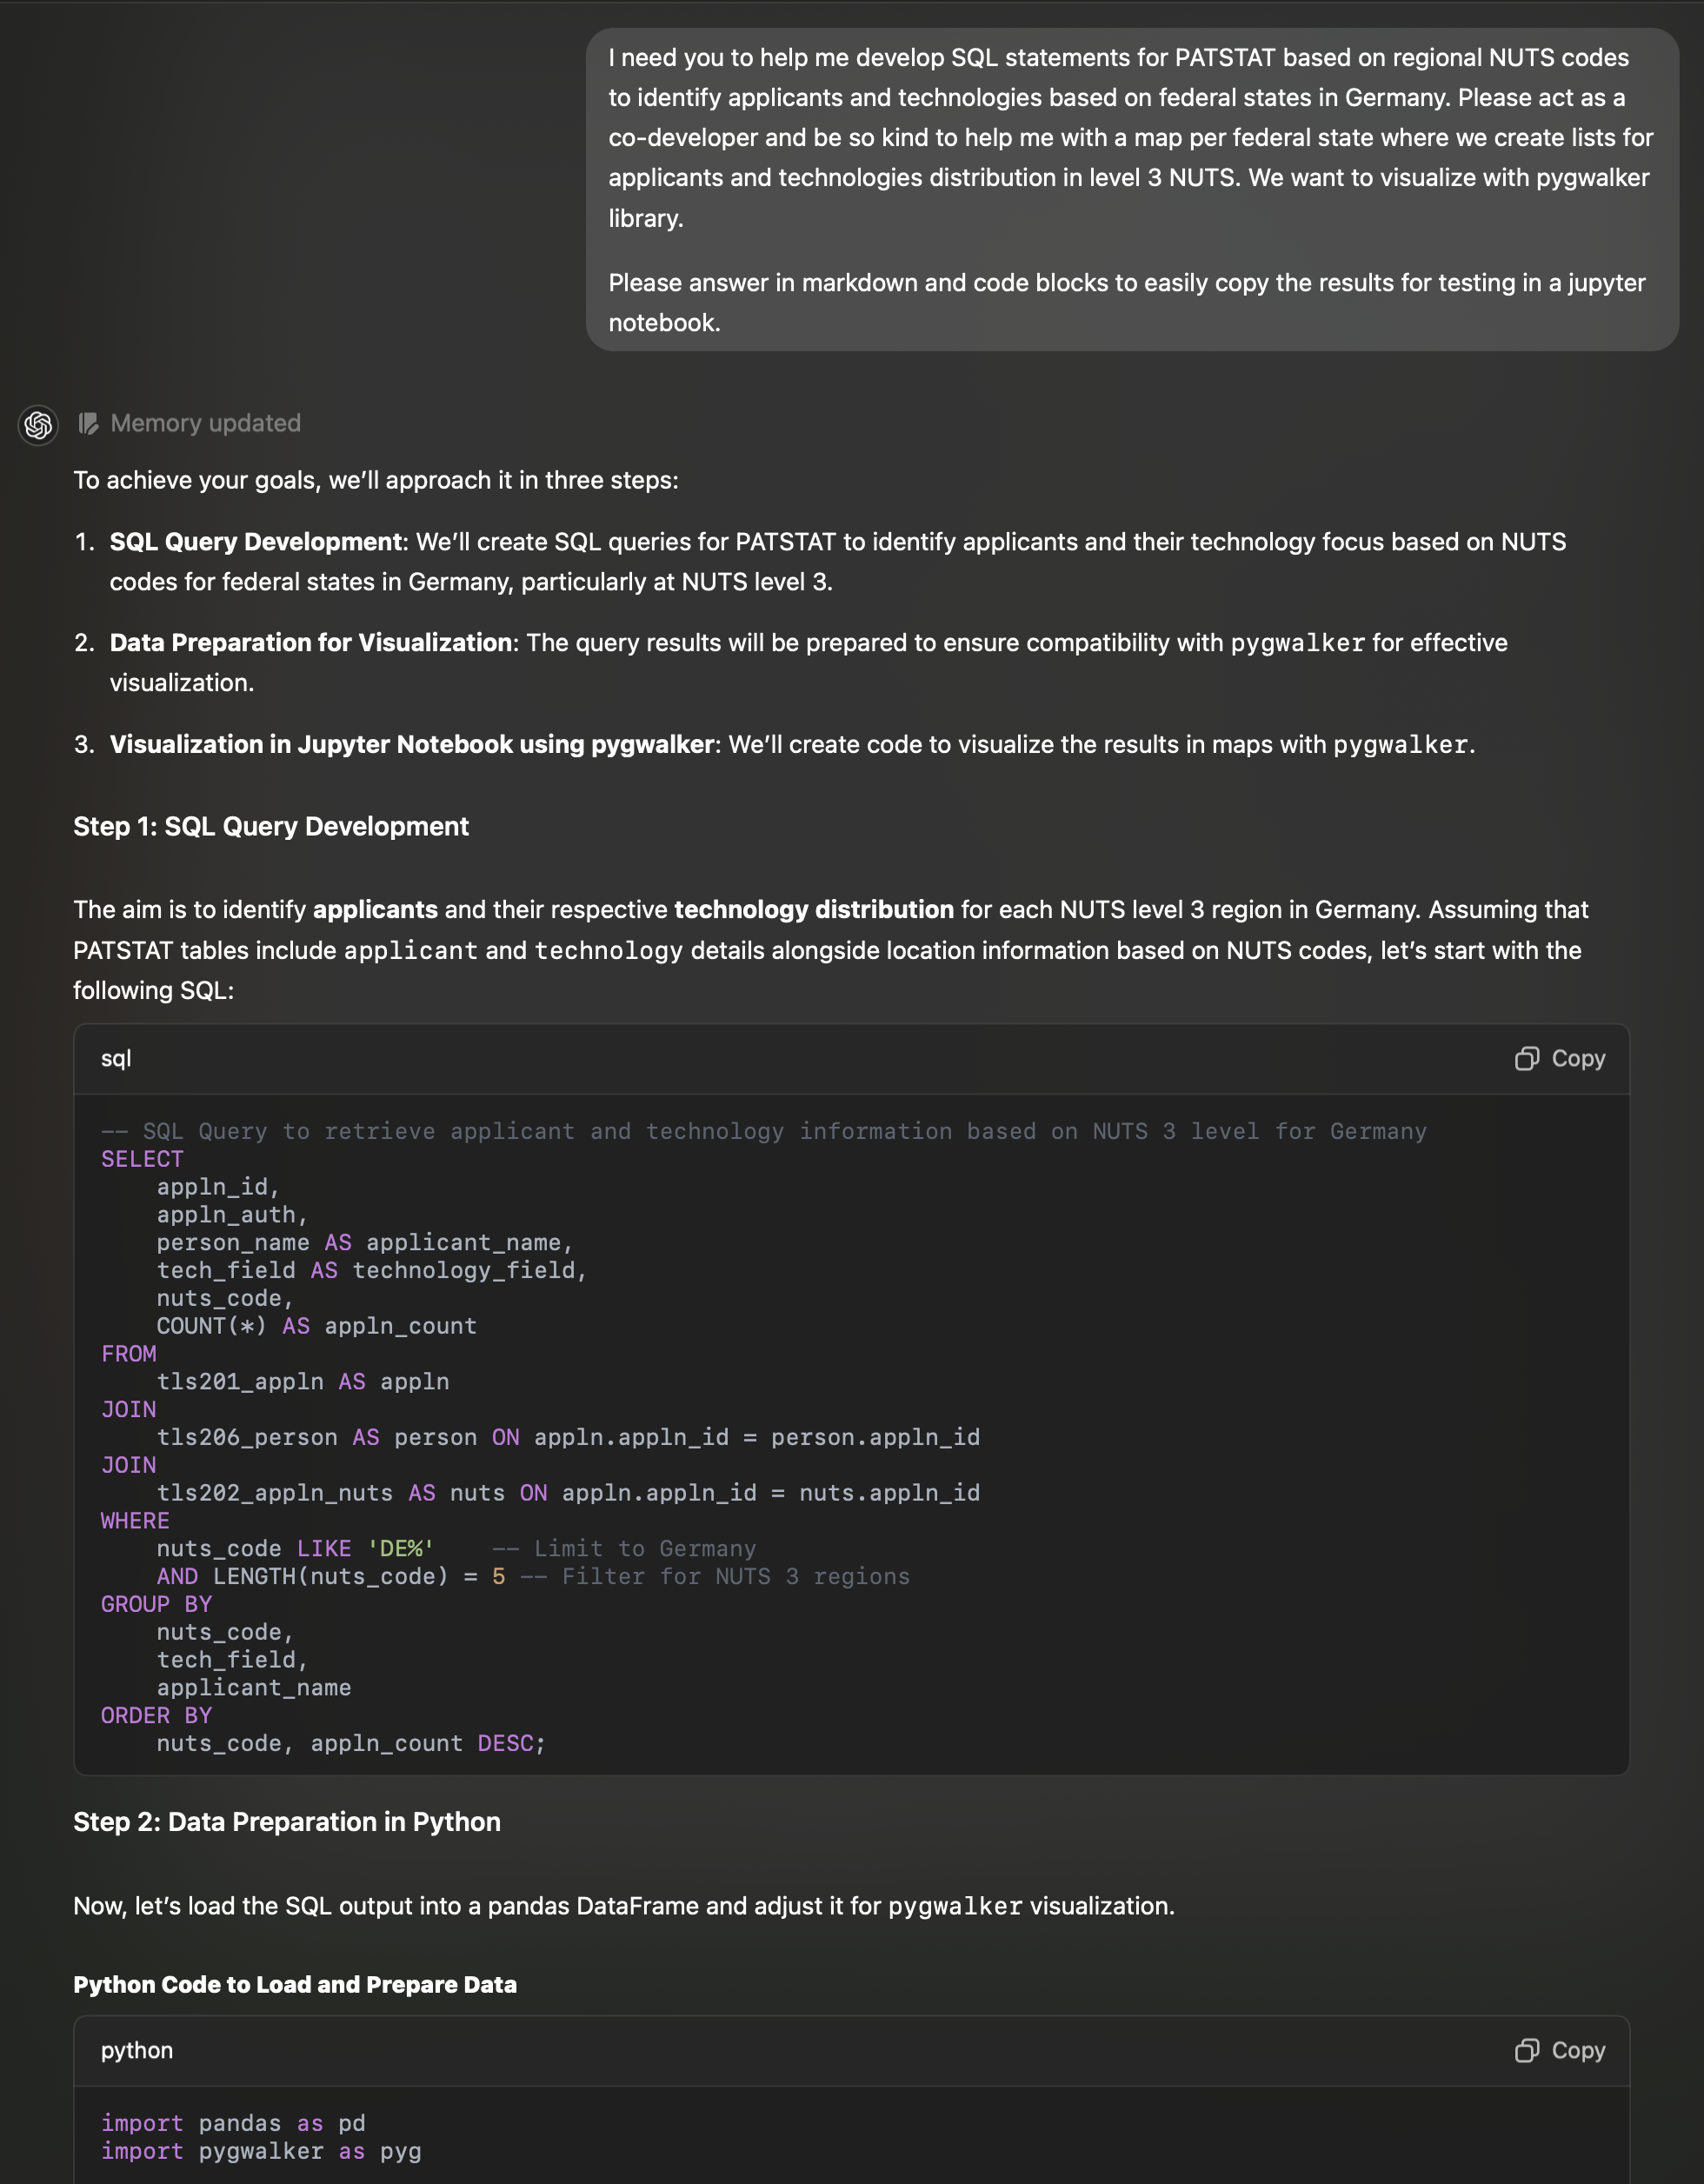 I need you to help me develop SQL statements for PATSTAT based on regional NUTS codes
to identify applicants and technologies based on federal states in Germany. Please act as a
co-developer and be so kind to help me with a map per federal state where we create lists for
applicants and technologies distribution in level 3 NUTS. We want to visualize with pygwalker
library.
Please answer in markdown and code blocks to easily copy the results for testing in a jupyter
notebook.
Memory updated
To achieve your goals, we’ll approach it in three steps:
1. SQL Query Development: We’ll create SQL queries for PATSTAT to identify applicants and their technology focus based on NUTS
codes for federal states in Germany, particularly at NUTS level 3.
2. Data Preparation for Visualization: The query results will be prepared to ensure compatibility with pygwalker for effective
visualization.
3. Visualization in Jupyter Notebook using pygwalker: We’ll create code to visualize the results in maps with pygwalker.
Step 1: SQL Query Development
The aim is to identify applicants and their respective technology distribution for each NUTS level 3 region in Germany. Assuming that
PATSTAT tables include applicant and technology details alongside location information based on NUTS codes, let’s start with the
following SQL:
sql
Copy
-- SQL Query to retrieve applicant and technology information based on NUTS 3 level for Germany
SELECT
    appln_id,
    appln_auth,
    person_name AS applicant_name,
    tech_field AS technology_field,
    nuts_code,
    COUNT(*) AS appln_count
FROM
    tls201_appln AS appln
JOIN
    tls206_person AS person ON appln.appln_id = person.appln_id
JOIN
    tls202_appln_nuts AS nuts ON appln.appln_id = nuts.appln_id
WHERE
    nuts_code LIKE 'DE%'    -- Limit to Germany
    AND LENGTH(nuts_code) = 5 -- Filter for NUTS 3 regions
GROUP BY
    nuts_code,
    tech_field,
    applicant_name
ORDER BY
    nuts_code, appln_count DESC;
Step 2: Data Preparation in Python
Now, let’s load the SQL output into a pandas DataFrame and adjust it for pygwalker visualization.
Python Code to Load and Prepare Data
python
Copy
import pandas as pd
import pygwalker as pyg